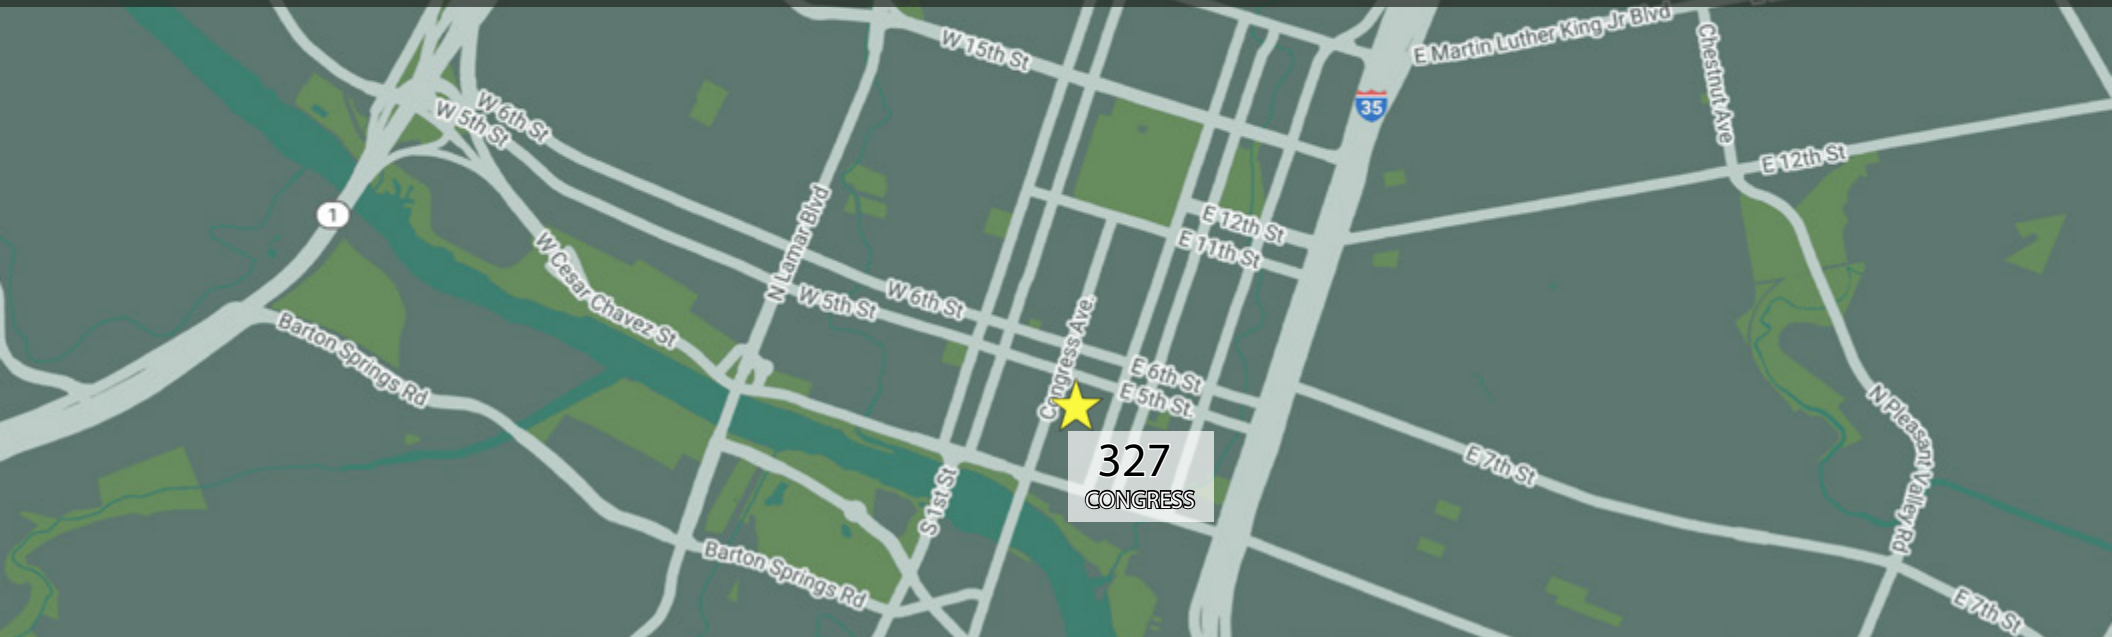 E Martin Luther King Jr Blvd
W 15th St
Chestnut Ave
35
W 6th St
W 5th St
E 12th St
1
N Lamar Blvd
E 12th St
E 11th St
W Cesar Chavez St
W 5th St
W 6th St
Barton Springs Rd
Congress Ave.
E 6th St
E 5th St.
N Pleasant Valley Rd
327
CONGRESS
E 7th St
S 1st St
Barton Springs Rd
E 7th St